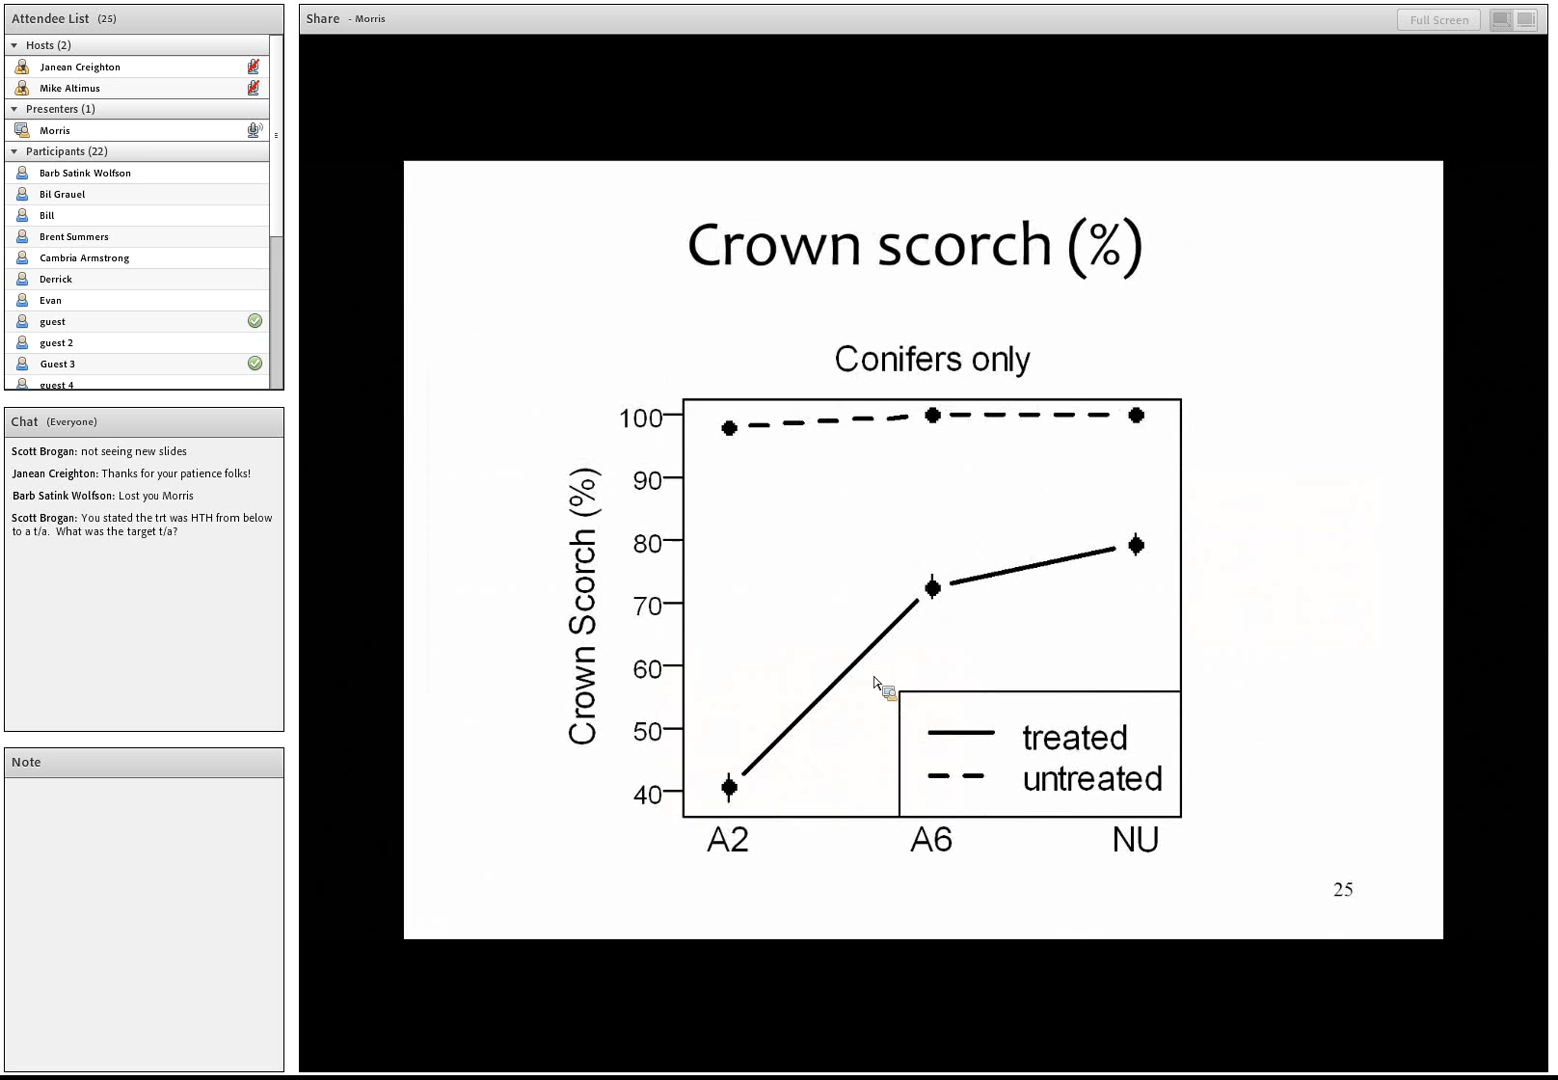 Attendee List (25)
Hosts (2)
Janean Creighton
Mike Altimus
Presenters (1)
Morris
Participants (22)
Barb Satink Wolfson
Bil Grauel
Bill
Brent Summers
Cambria Armstrong
Derrick
Evan
guest
guest 2
Guest 3
guest 4
Chat (Everyone)
Scott Brogan: not seeing new slides
Janean Creighton: Thanks for your patience folks!
Barb Satink Wolfson: Lost you Morris
Scott Brogan: You stated the trt was HTH from below
to a t/a. What was the target t/a?
Note
Share - Morris
Full Screen
Crown scorch (%)
Conifers only
Crown Scorch (%)
100
90
80
70
60
50
40
treated
untreated
A2 A6 NU
25